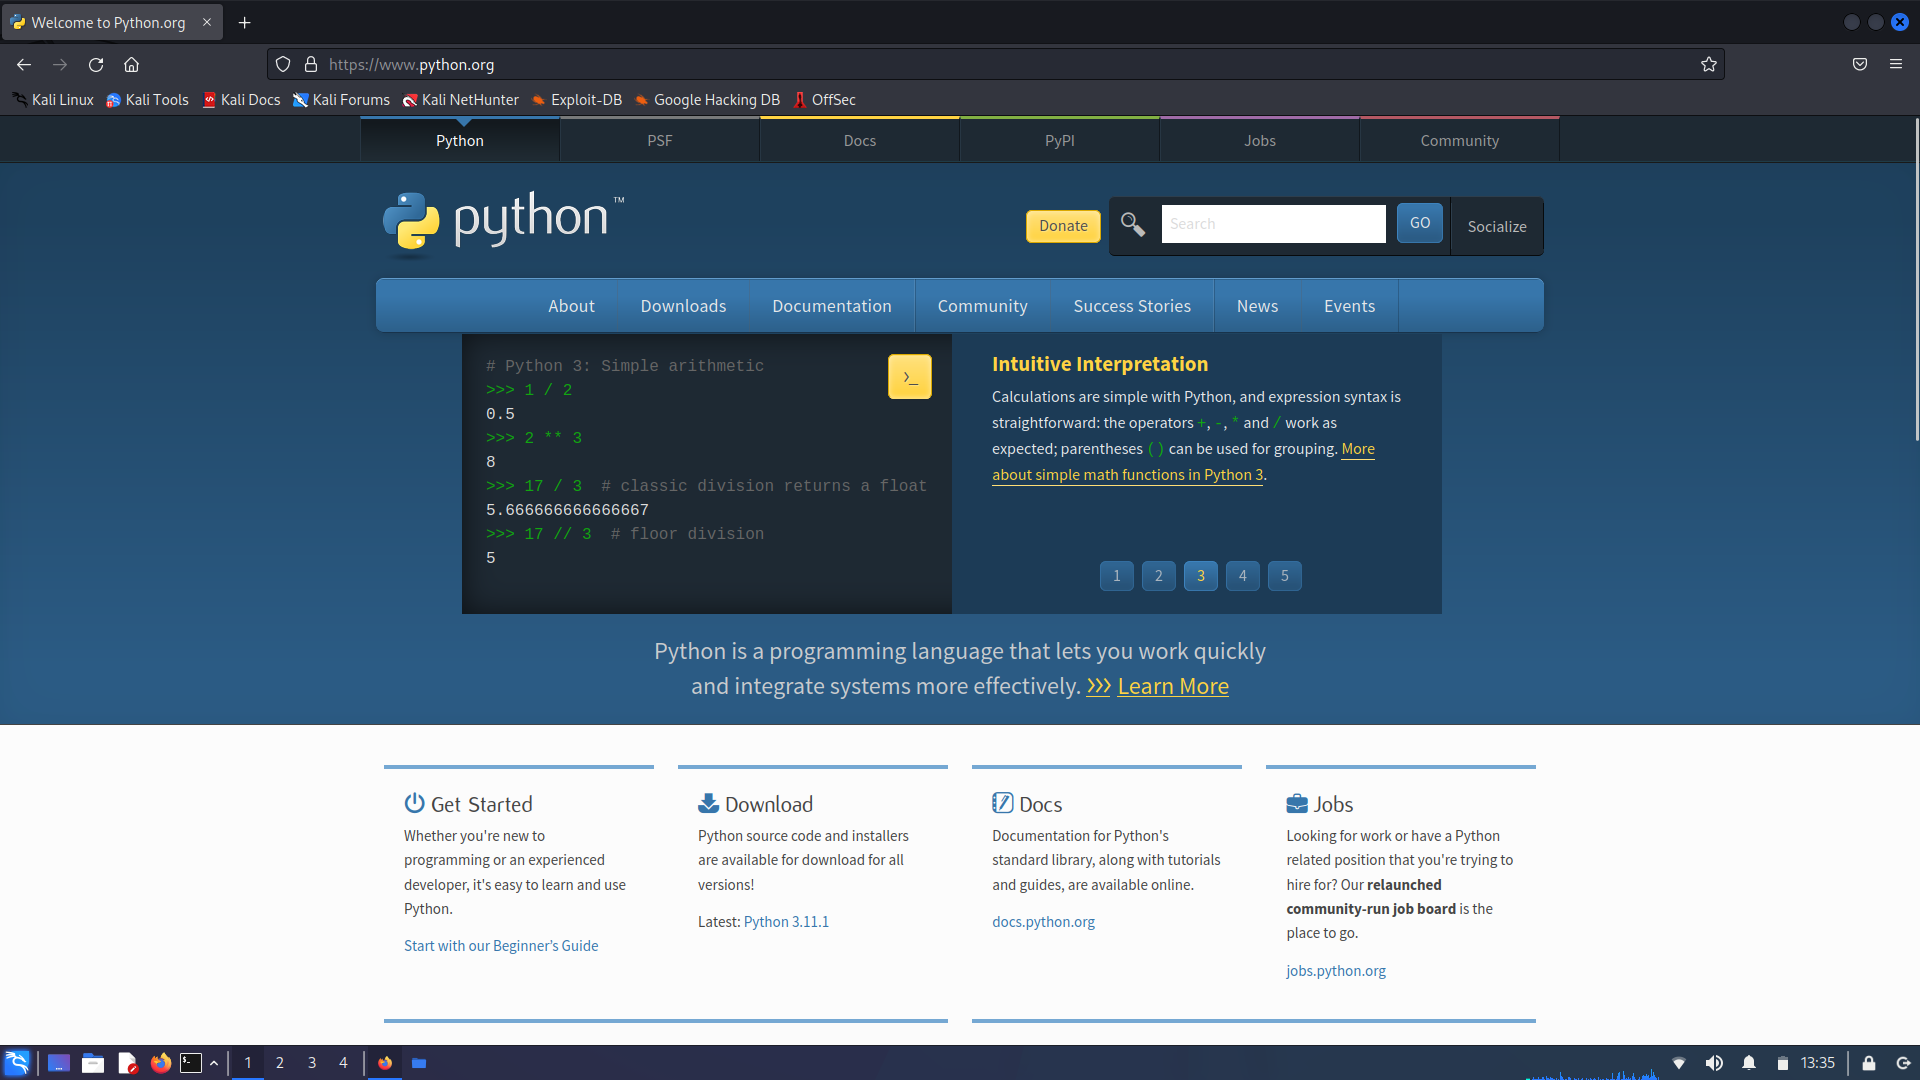 Welcome to Python.org
https://www.python.org
Kali Linux
Kali Tools
Kali Docs
Kali Forums
Kali NetHunter
Exploit-DB
Google Hacking DB
OffSec
Python
PSF
Docs
PyPI
Jobs
Community
python™
Donate
Search
GO
Socialize
About
Downloads
Documentation
Community
Success Stories
News
Events
# Python 3: Simple arithmetic
>>> 1 / 2
0.5
>>> 2 ** 3
8
>>> 17 / 3  # classic division returns a float
5.666666666666667
>>> 17 // 3  # floor division
5
>_
Intuitive Interpretation
Calculations are simple with Python, and expression syntax is
straightforward: the operators +, -, * and / work as
expected; parentheses () can be used for grouping. More
about simple math functions in Python 3.
1
2
3
4
5
Python is a programming language that lets you work quickly
and integrate systems more effectively. >>> Learn More
Get Started
Whether you're new to
programming or an experienced
developer, it's easy to learn and use
Python.
Start with our Beginner’s Guide
Download
Python source code and installers
are available for download for all
versions!
Latest: Python 3.11.1
Docs
Documentation for Python's
standard library, along with tutorials
and guides, are available online.
docs.python.org
Jobs
Looking for work or have a Python
related position that you're trying to
hire for? Our relaunched
community-run job board is the
place to go.
jobs.python.org
1
2
3
4
13:35